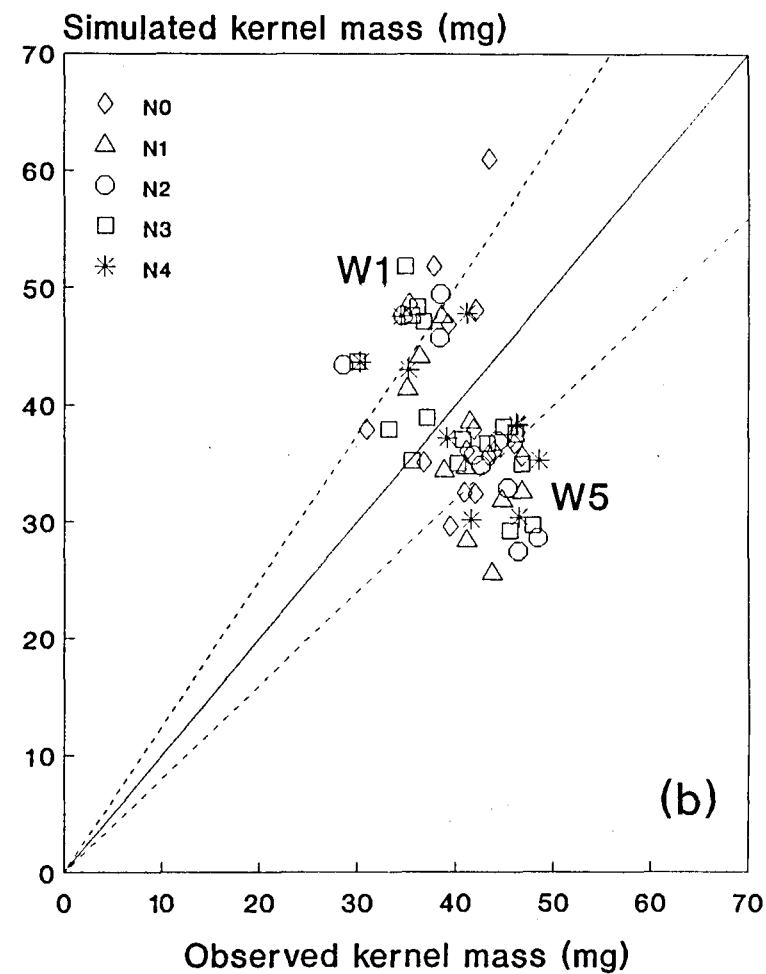 Simulated kernel mass (mg)
70
60
50
40
30
20
10
0
N0
N1
N2
N3
N4
W1
W5
(b)
0 10 20 30 40 50 60 70
Observed kernel mass (mg)